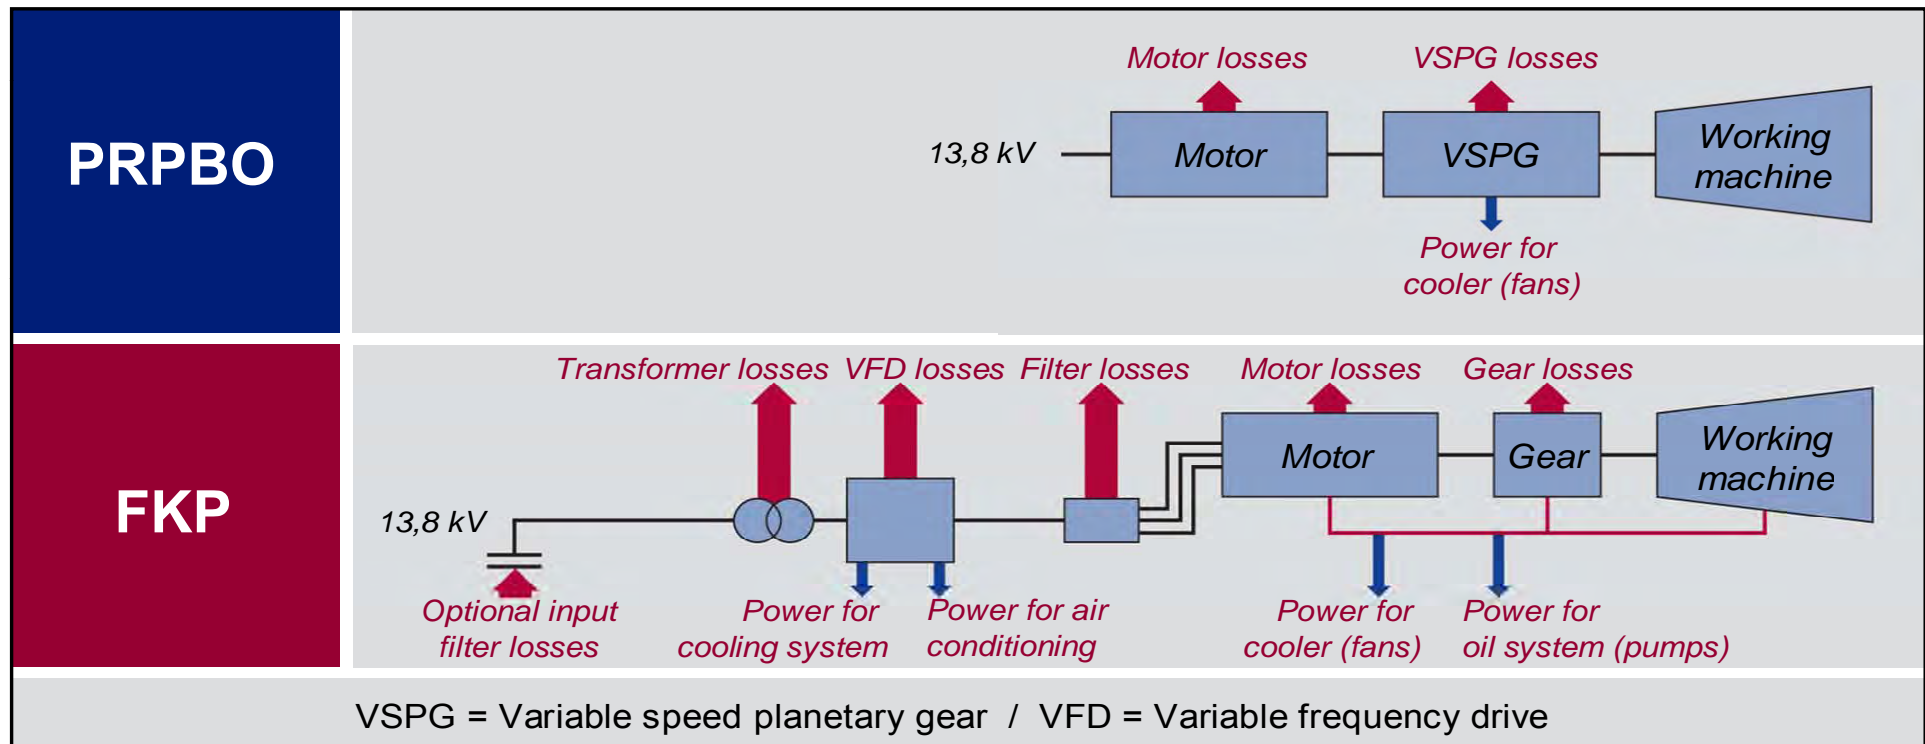 PRPBO
Motor losses VSPG losses
13,8 kV Motor VSPG Working
machine
Power for
cooler (fans)
FKP
Transformer losses VFD losses Filter losses Motor losses Gear losses
13,8 kV Motor Gear Working
machine
Optional input
filter losses
Power for
cooling system
Power for air
conditioning
Power for
cooler (fans)
Power for
oil system (pumps)
VSPG = Variable speed planetary gear / VFD = Variable frequency drive